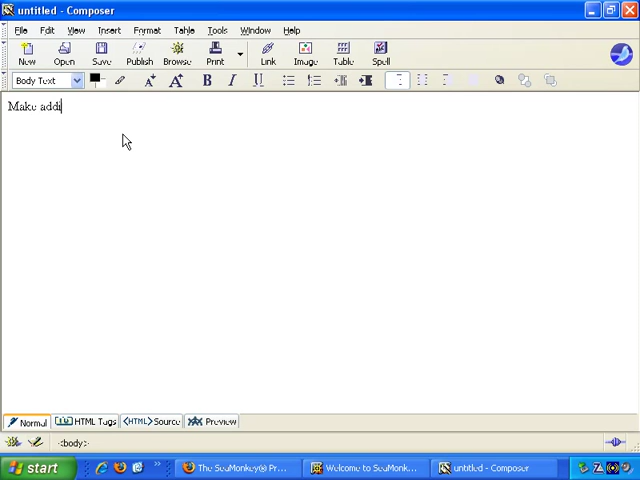 untitled - Composer
File Edit View Insert Format Table Tools Window Help
New Open Save Publish Browse Print Link Image Table Spell
Body Text B I U
Make addr
Normal HTML Tags <HTML> Source Preview
<body>
start The SeaMonkey® Pr... Welcome to SeaMonk... untitled - Composer